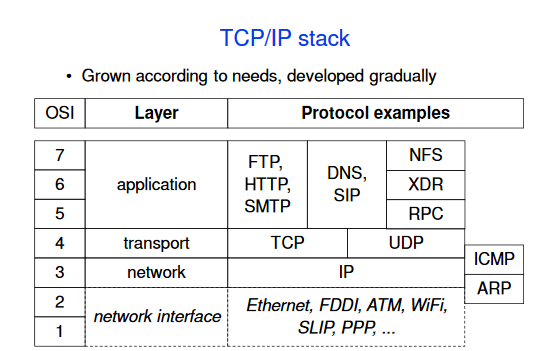 TCP/IP stack
• Grown according to needs, developed gradually
OSI Layer Protocol examples
7
6
5
application
FTP,
HTTP,
SMTP
DNS,
SIP
NFS
XDR
RPC
4 transport TCP UDP
3 network IP
ICMP
ARP
2
1
network interface
Ethernet, FDDI, ATM, WiFi,
SLIP, PPP, ...